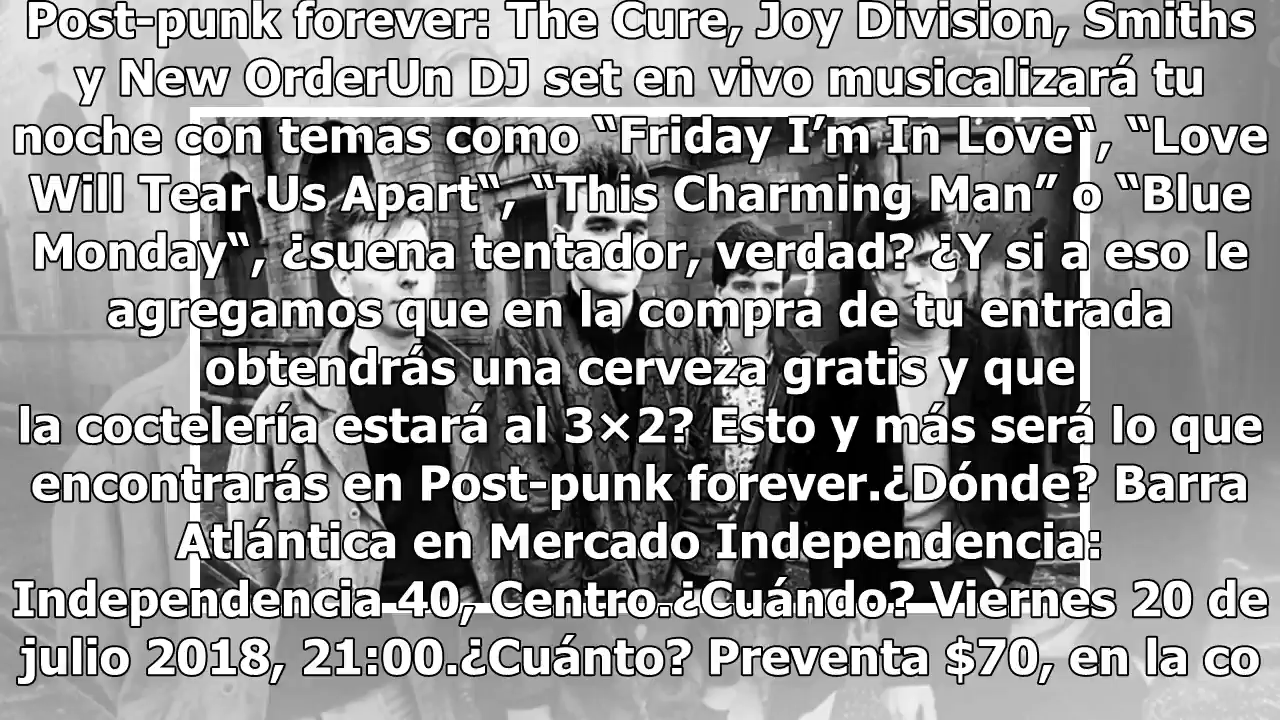 Post-punk forever: The Cure, Joy Division, Smiths
y New OrderUn DJ set en vivo musicalizará tu
noche con temas como “Friday I’m In Love“, “Love
Will Tear Us Apart“, “This Charming Man” o “Blue
Monday“, ¿suena tentador, verdad? ¿Y si a eso le
agregamos que en la compra de tu entrada
obtendrás una cerveza gratis y que
la coctelería estará al 3×2? Esto y más será lo que
encontrarás en Post-punk forever.¿Dónde? Barra
Atlántica en Mercado Independencia:
Independencia 40, Centro.¿Cuándo? Viernes 20 de
julio 2018, 21:00.¿Cuánto? Preventa $70, en la co